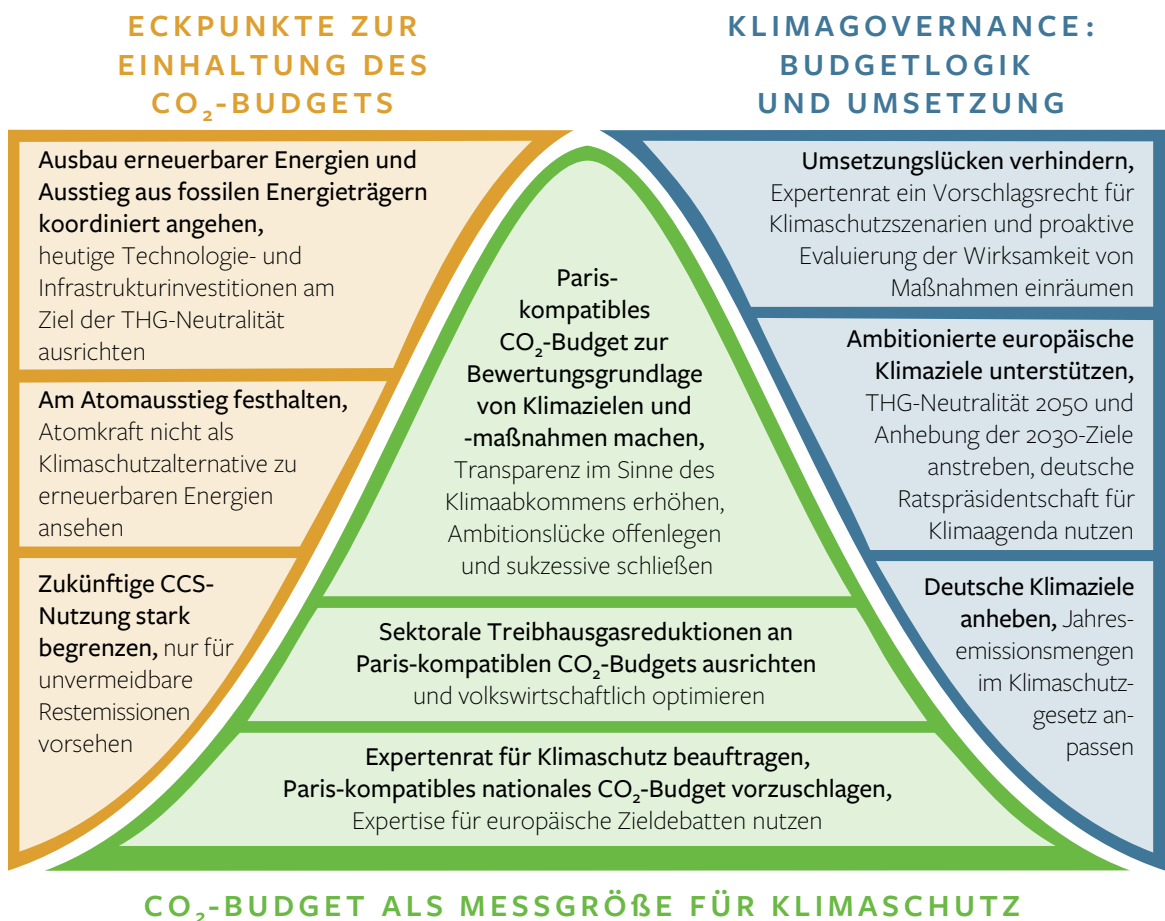 ECKPUNKTE ZUR
EINHALTUNG DES
CO₂-BUDGETS
Ausbau erneuerbarer Energien und
Ausstieg aus fossilen Energieträgern
koordiniert angehen,
heutige Technologie- und
Infrastrukturinvestitionen am
Ziel der THG-Neutralität
ausrichten
Am Atomausstieg festhalten,
Atomkraft nicht als
Klimaschutzalternative zu
erneuerbaren Energien
ansehen
Zukünftige CCS-
Nutzung stark
begrenzen, nur für
unvermeidbare
Restemissionen
vorsehen
Paris-
kompatibles
CO₂-Budget zur
Bewertungsgrundlage
von Klimazielen und
-maßnahmen machen,
Transparenz im Sinne des
Klimaabkommens erhöhen,
Ambitionslücke offenlegen
und sukzessive schließen
Sektorale Treibhausgasreduktionen an
Paris-kompatiblen CO₂-Budgets ausrichten
und volkswirtschaftlich optimieren
Expertenrat für Klimaschutz beauftragen,
Paris-kompatibles nationales CO₂-Budget vorzuschlagen,
Expertise für europäische Zieldebatten nutzen
KLIMAGOVERNANCE:
BUDGETLOGIK
UND UMSETZUNG
Umsetzungslücken verhindern,
Expertenrat ein Vorschlagsrecht für
Klimaschutzszenarien und proaktive
Evaluierung der Wirksamkeit von
Maßnahmen einräumen
Ambitionierte europäische
Klimaziele unterstützen,
THG-Neutralität 2050 und
Anhebung der 2030-Ziele
anstreben, deutsche
Ratspräsidentschaft für
Klimaagenda nutzen
Deutsche Klimaziele
anheben, Jahres-
emissionsmengen
im Klimaschutz-
gesetz an-
passen
CO₂-BUDGET ALS MESSGRÖßE FÜR KLIMASCHUTZ